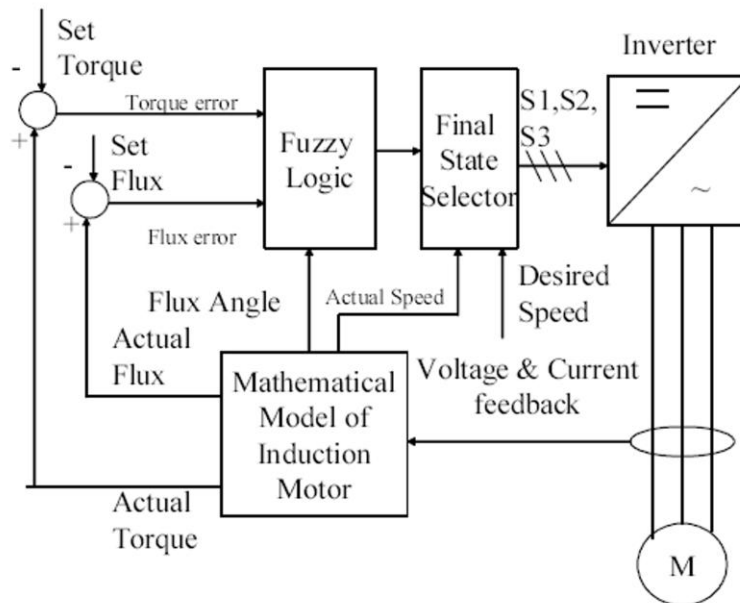 Set
Torque
-
Inverter
Torque error
+
Fuzzy
Logic
Final
State
Selector
S1,S2,
S3
=
~
-
Set
Flux
+
Flux error
Flux Angle
Actual Speed
Desired
Speed
Actual
Flux
Mathematical
Model of
Induction
Motor
Voltage & Current
feedback
Actual
Torque
M